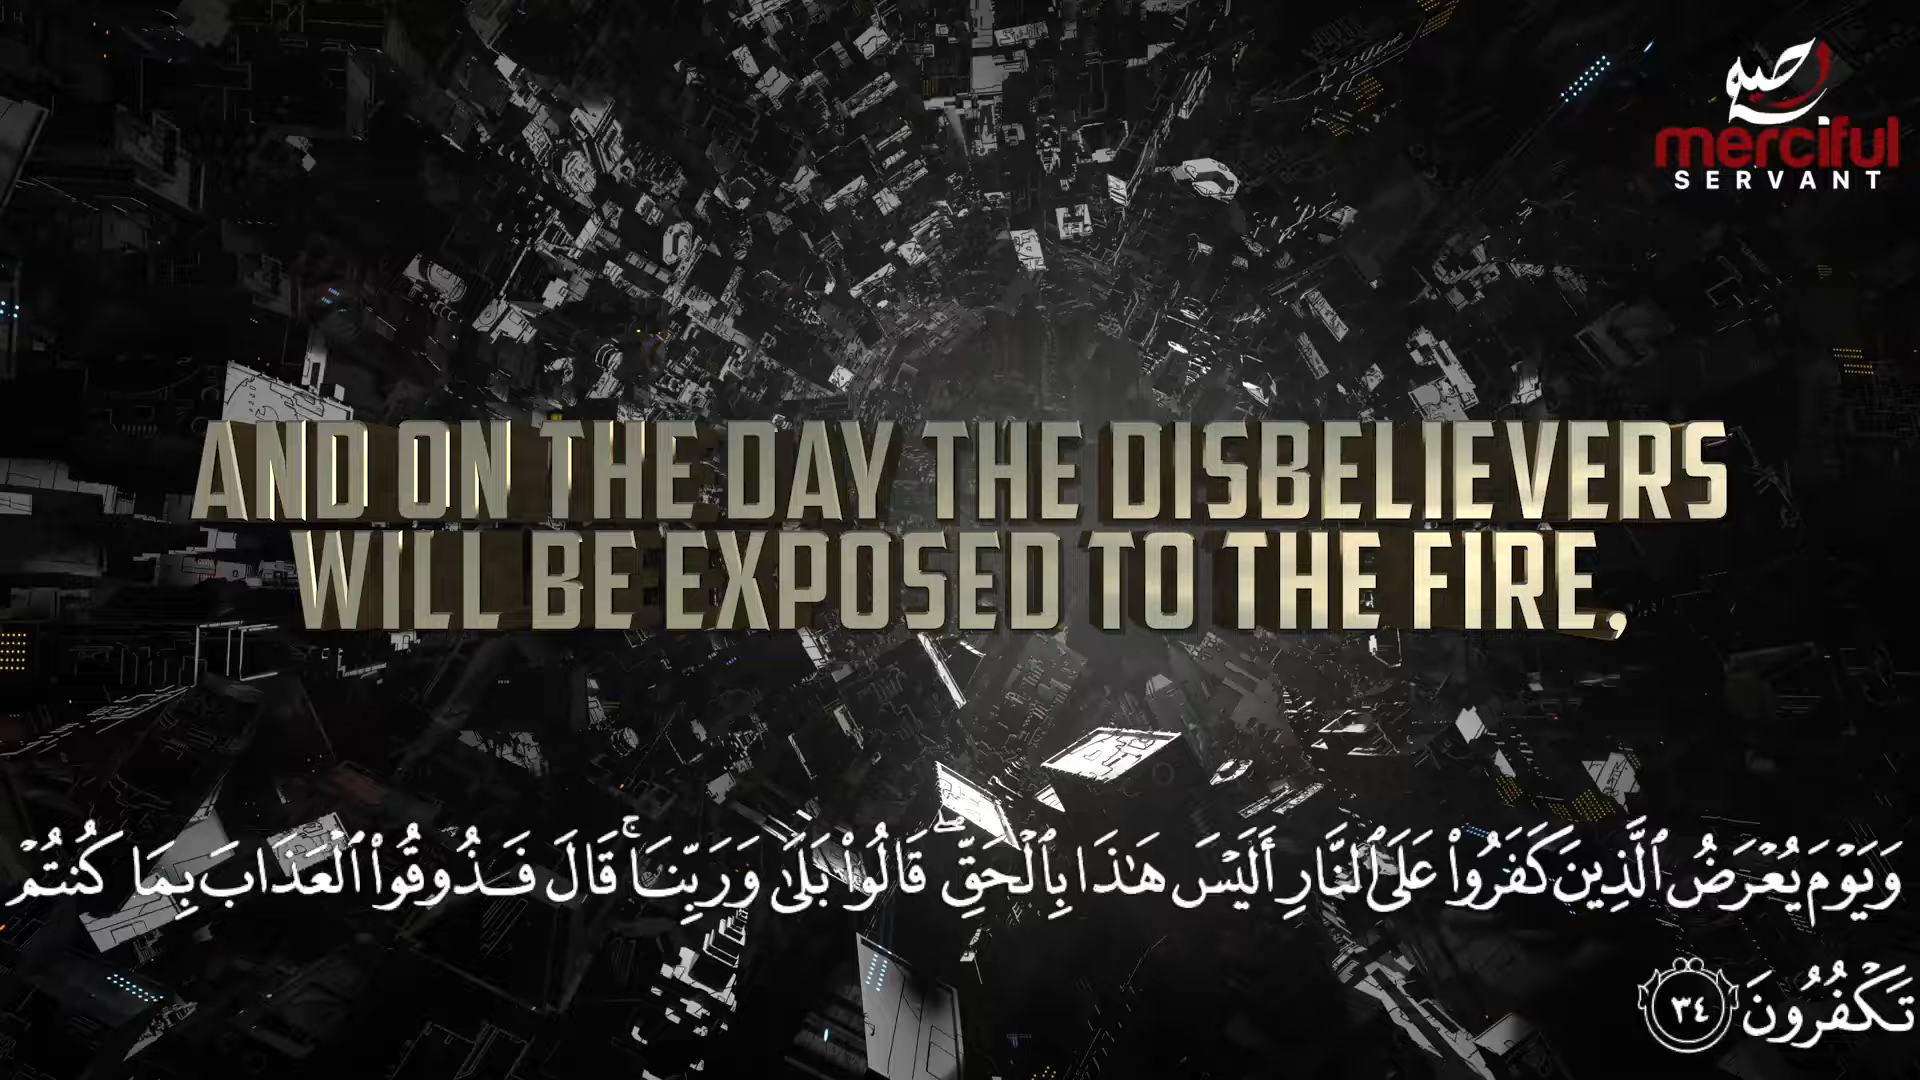 merciful
SERVANT
AND ON THE DAY THE DISBELIEVERS
WILL BE EXPOSED TO THE FIRE,
وَيَوْمَ يُعْرَضُ ٱلَّذِينَ كَفَرُوا۟ عَلَى ٱلنَّارِ أَلَيْسَ هَـٰذَا بِٱلْحَقِّ ۖ قَالُوا۟ بَلَىٰ وَرَبِّنَا ۚ قَالَ فَذُوقُوا۟ ٱلْعَذَابَ بِمَا كُنتُمْ
تَكْفُرُونَ ٣٤